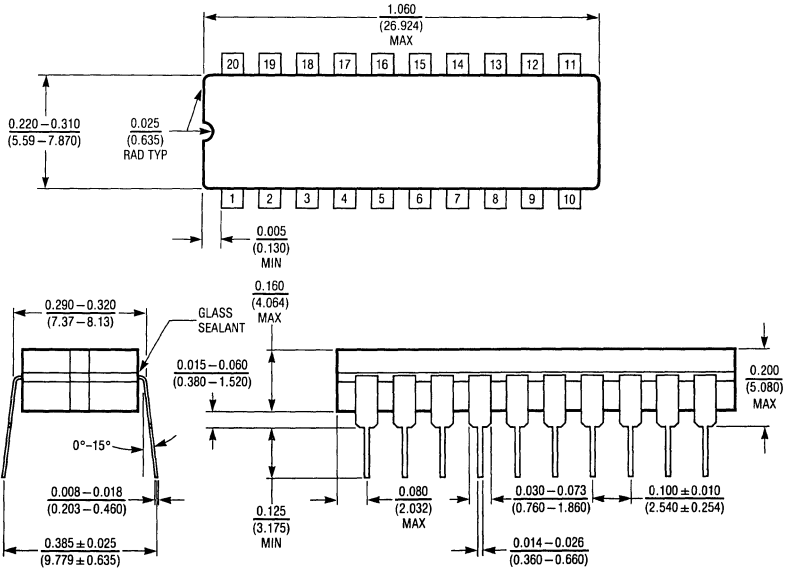 1.060
(26.924)
MAX
20 19 18 17 16 15 14 13 12 11
0.220 – 0.310
(5.59 – 7.870)
0.025
(0.635)
RAD TYP
1 2 3 4 5 6 7 8 9 10
0.005
(0.130)
MIN
0.290 – 0.320
(7.37 – 8.13)
GLASS
SEALANT
0.160
(4.064)
MAX
0.015 – 0.060
(0.380 – 1.520)
0.200
(5.080)
MAX
0°–15°
0.008 – 0.018
(0.203 – 0.460)
0.125
(3.175)
MIN
0.080
(2.032)
MAX
0.030 – 0.073
(0.760 – 1.860)
0.100 ± 0.010
(2.540 ± 0.254)
0.385 ± 0.025
(9.779 ± 0.635)
0.014 – 0.026
(0.360 – 0.660)